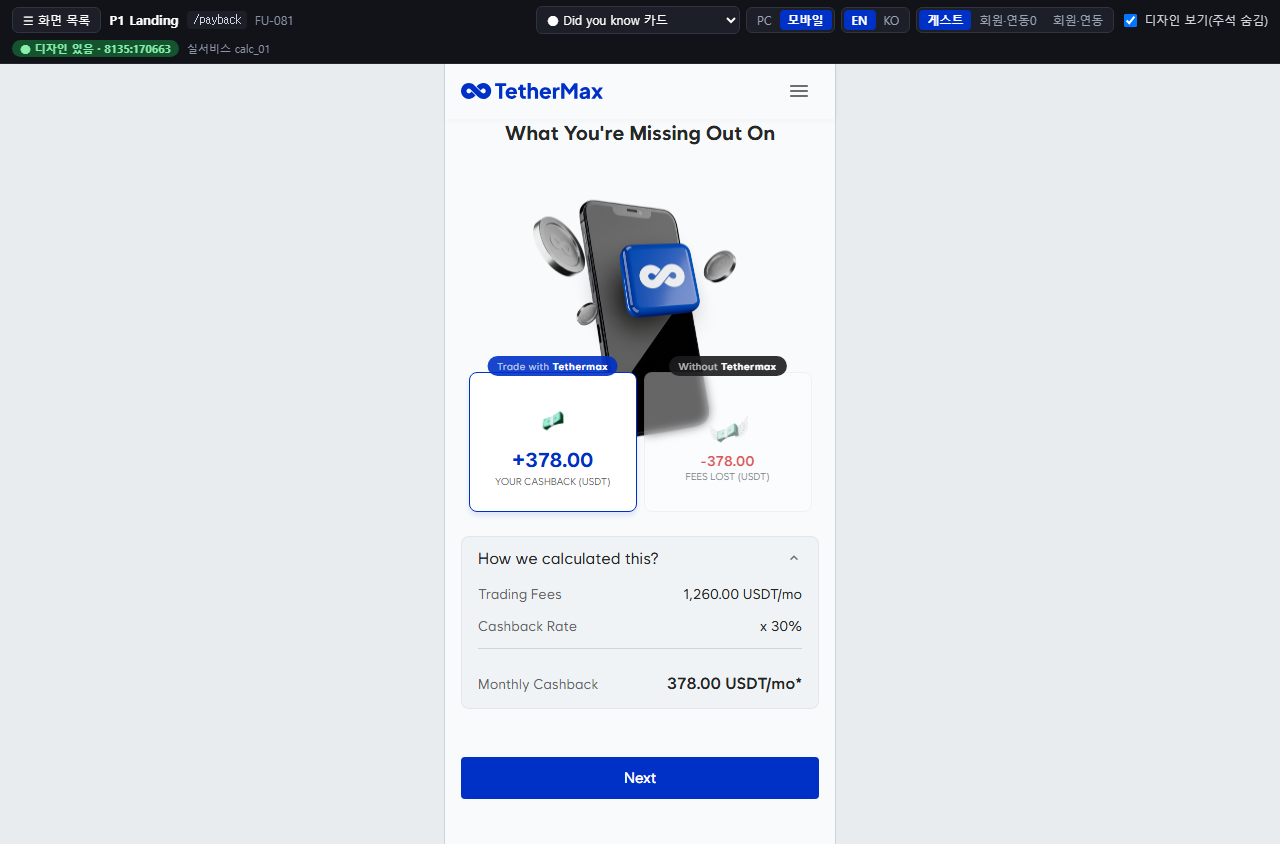 ☰ 화면 목록 P1 Landing /payback FU-081 Did you know 카드 PC 모바일 EN KO 게스트 회원·연동0 회원·연동 디자인 보기(주석 숨김)
디자인 있음 · 8135:170663 실서비스 calc_01
TetherMax
What You're Missing Out On
Trade with Tethermax
Without Tethermax
+378.00
YOUR CASHBACK (USDT)
-378.00
FEES LOST (USDT)
How we calculated this?
Trading Fees 1,260.00 USDT/mo
Cashback Rate x 30%
Monthly Cashback 378.00 USDT/mo*
Next